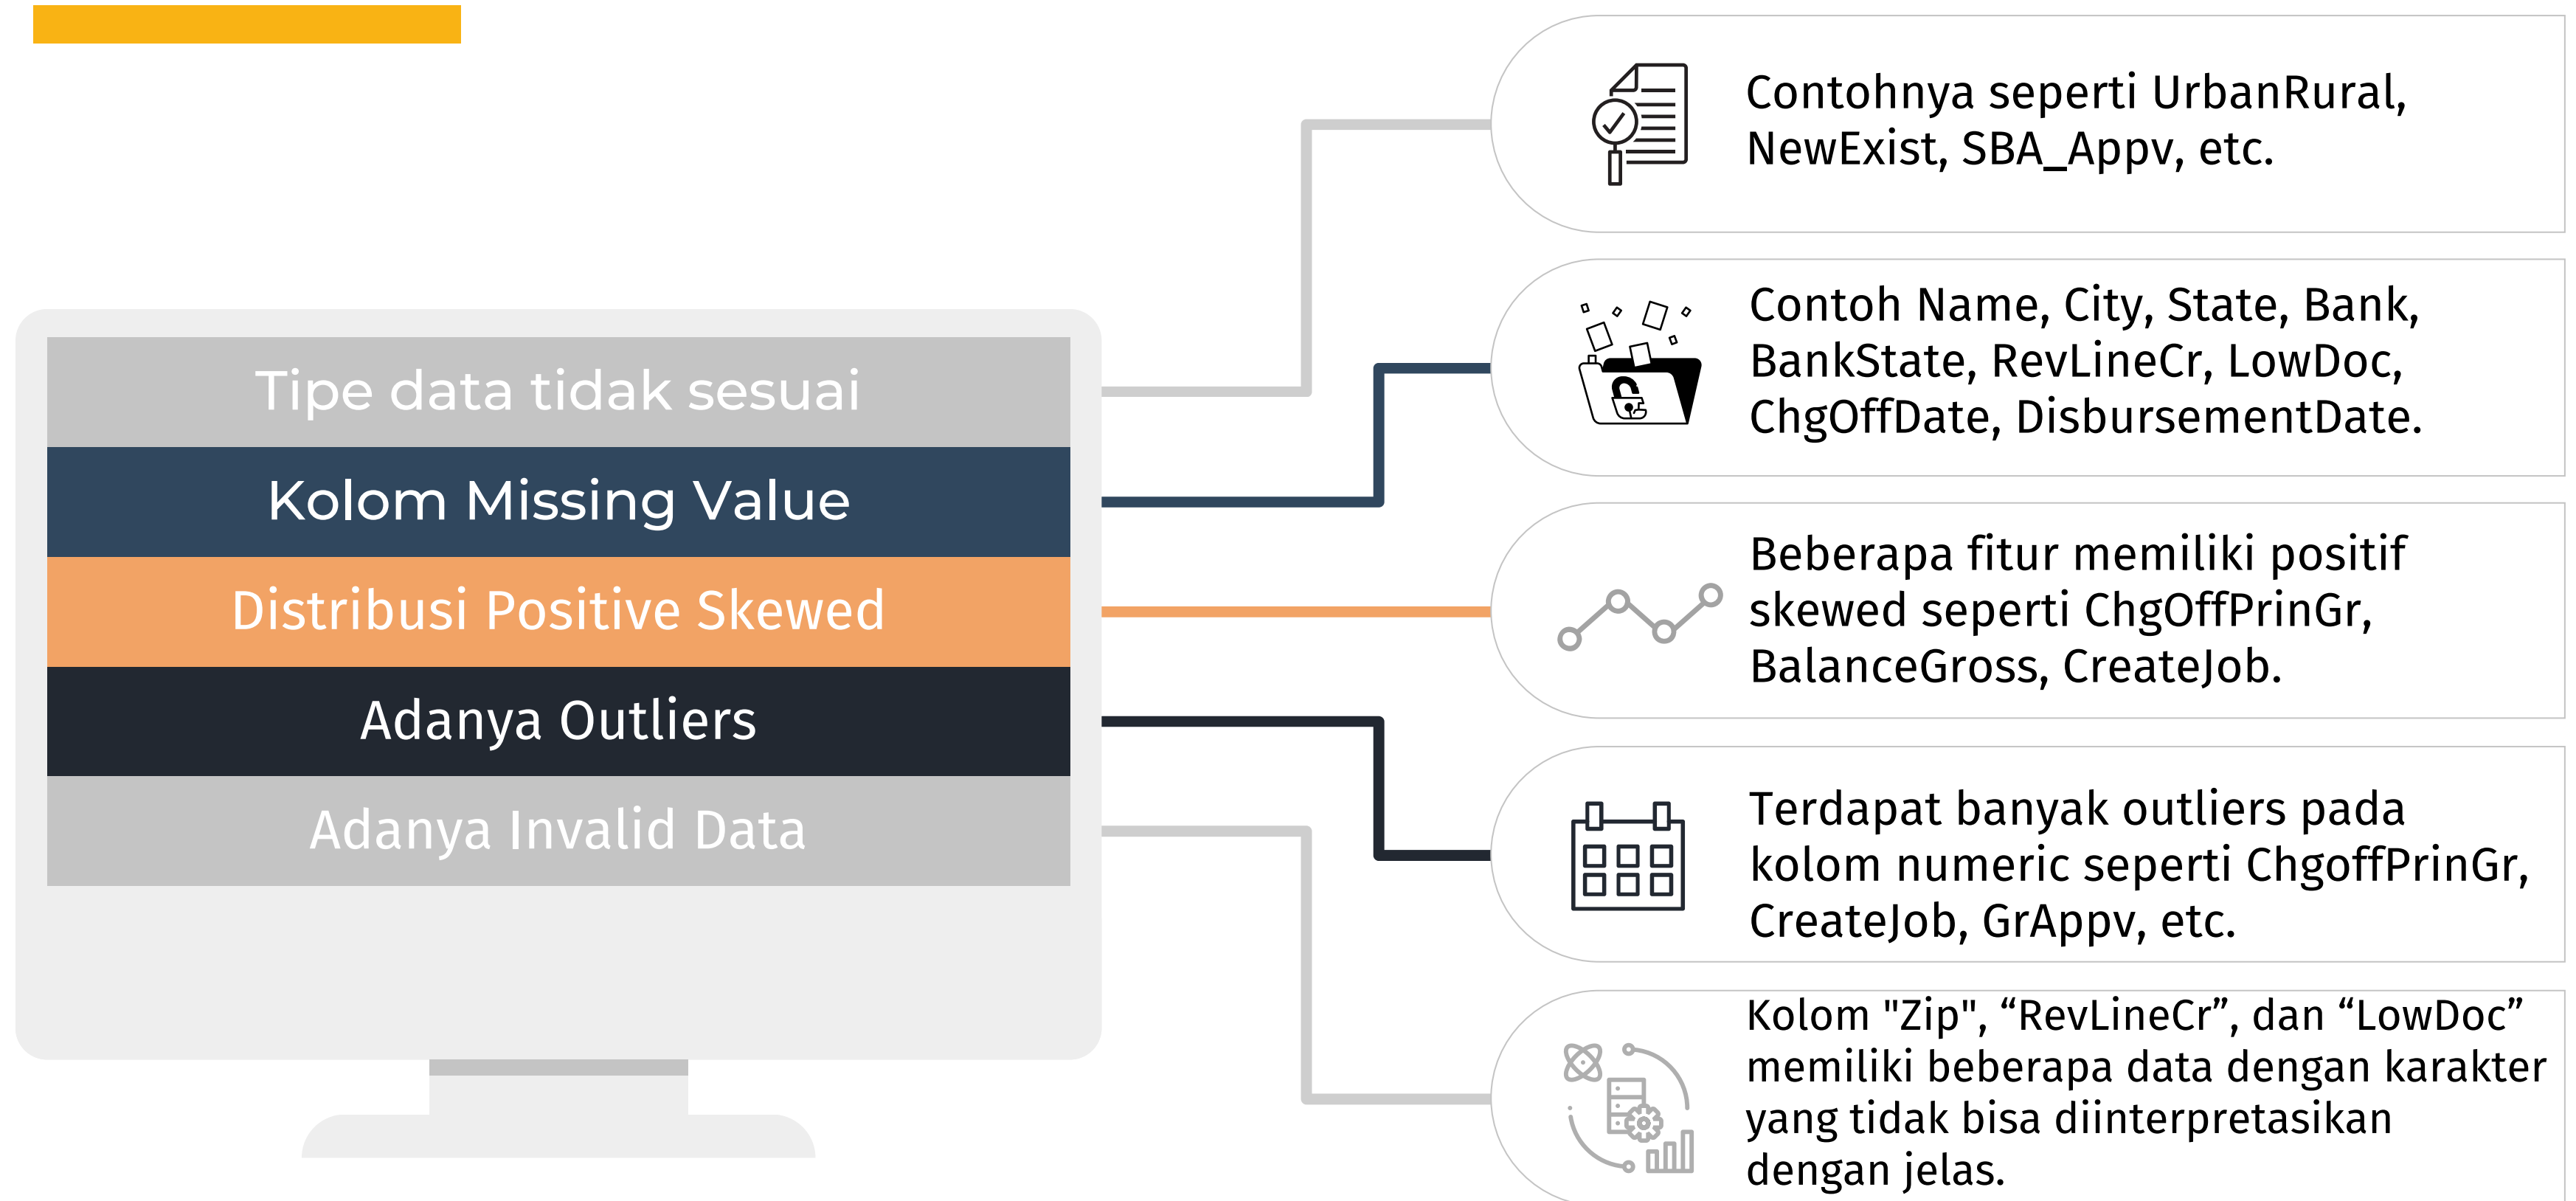 Tipe data tidak sesuai
Kolom Missing Value
Distribusi Positive Skewed
Adanya Outliers
Adanya Invalid Data
Contohnya seperti UrbanRural,
NewExist, SBA_Appv, etc.
Contoh Name, City, State, Bank,
BankState, RevLineCr, LowDoc,
ChgOffDate, DisbursementDate.
Beberapa fitur memiliki positif
skewed seperti ChgOffPrinGr,
BalanceGross, CreateJob.
Terdapat banyak outliers pada
kolom numeric seperti ChgoffPrinGr,
CreateJob, GrAppv, etc.
Kolom "Zip", “RevLineCr”, dan “LowDoc”
memiliki beberapa data dengan karakter
yang tidak bisa diinterpretasikan
dengan jelas.